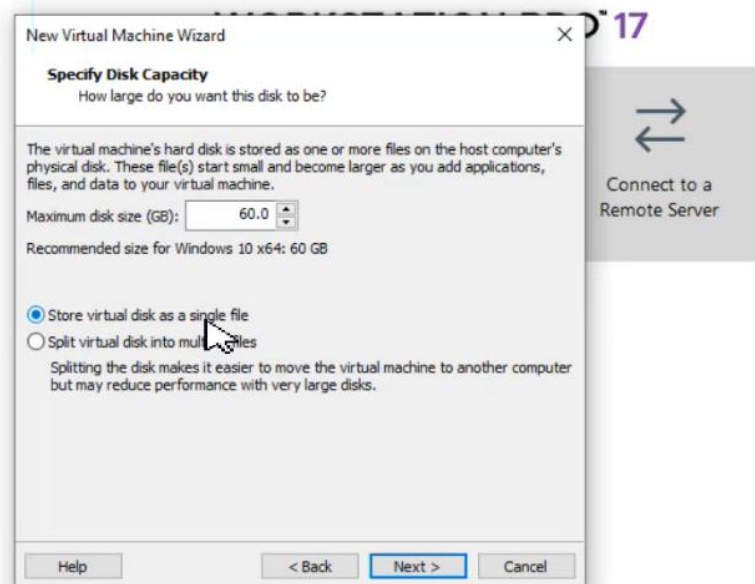 17
New Virtual Machine Wizard
Specify Disk Capacity
How large do you want this disk to be?
The virtual machine's hard disk is stored as one or more files on the host computer's
physical disk. These file(s) start small and become larger as you add applications,
files, and data to your virtual machine.
Maximum disk size (GB): 60.0
Recommended size for Windows 10 x64: 60 GB
Store virtual disk as a single file
Split virtual disk into files
Splitting the disk makes it easier to move the virtual machine to another computer
but may reduce performance with very large disks.
Help
< Back
Next >
Cancel
Connect to a
Remote Server